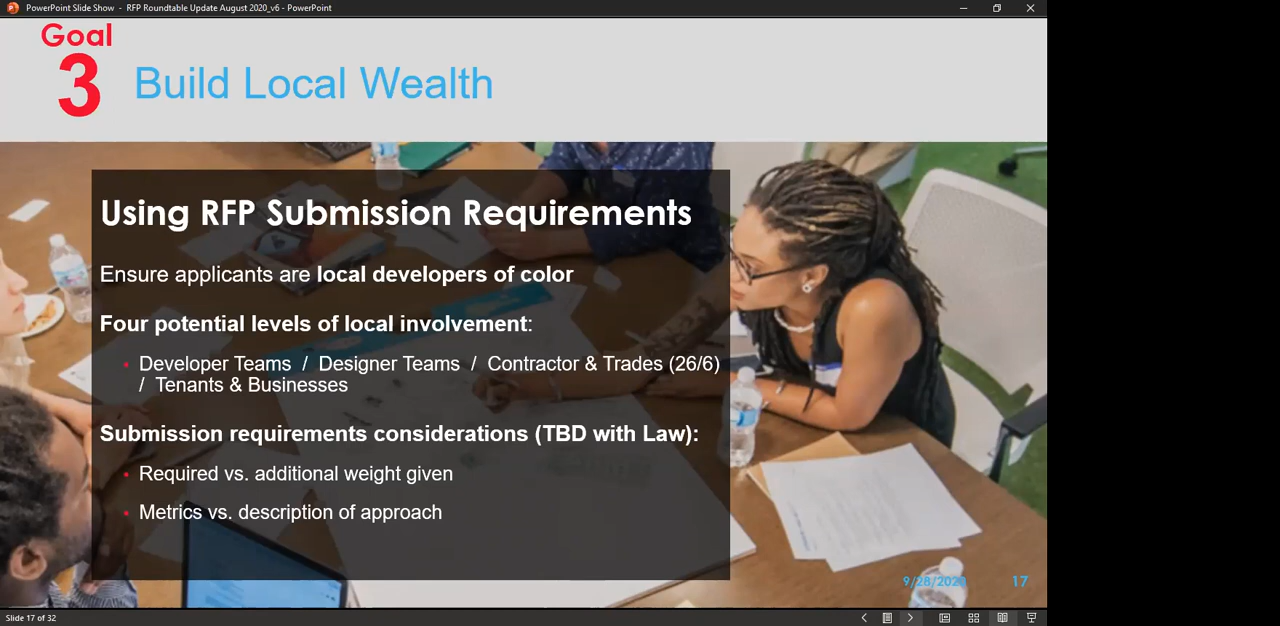 PowerPoint Slide Show - RFP Roundtable Update August 2020_v6 - PowerPoint
Goal
3
Build Local Wealth
Using RFP Submission Requirements
Ensure applicants are local developers of color
Four potential levels of local involvement:
• Developer Teams / Designer Teams / Contractor & Trades (26/6)
/ Tenants & Businesses
Submission requirements considerations (TBD with Law):
• Required vs. additional weight given
• Metrics vs. description of approach
17
Slide 17 of 32